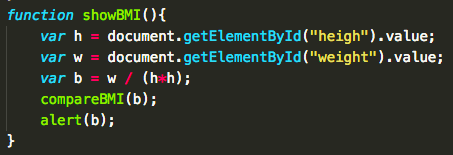 function showBMI(){
    var h = document.getElementById("heigh").value;
    var w = document.getElementById("weight").value;
    var b = w / (h*h);
    compareBMI(b);
    alert(b);
}